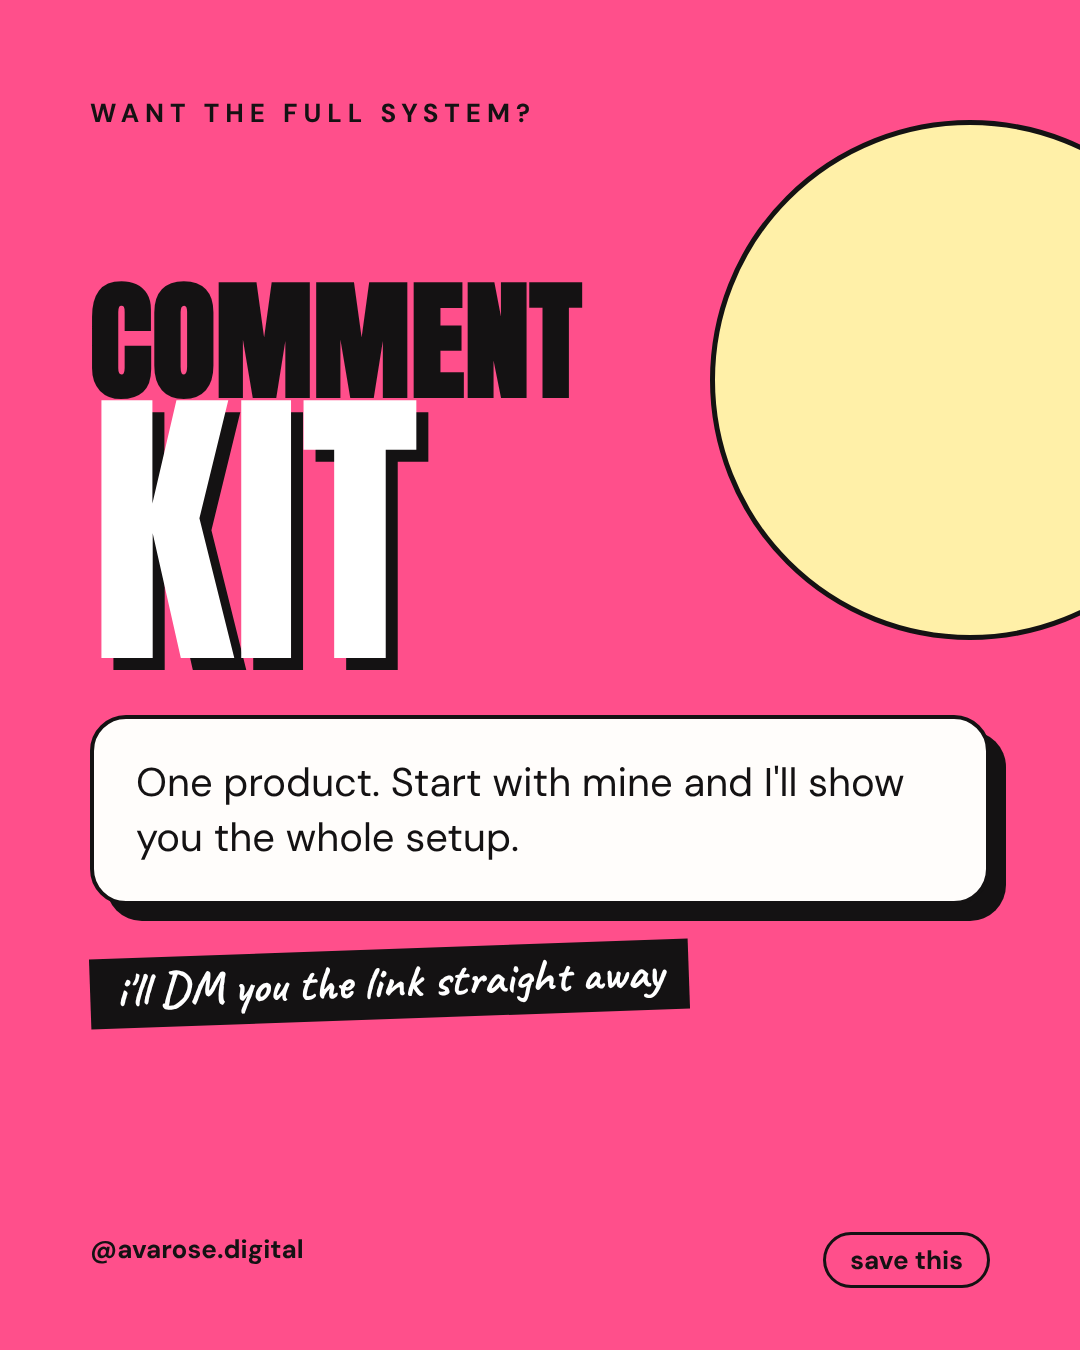 WANT THE FULL SYSTEM?
COMMENT
KIT
One product. Start with mine and I'll show
you the whole setup.
i'll DM you the link straight away
@avarose.digital
save this